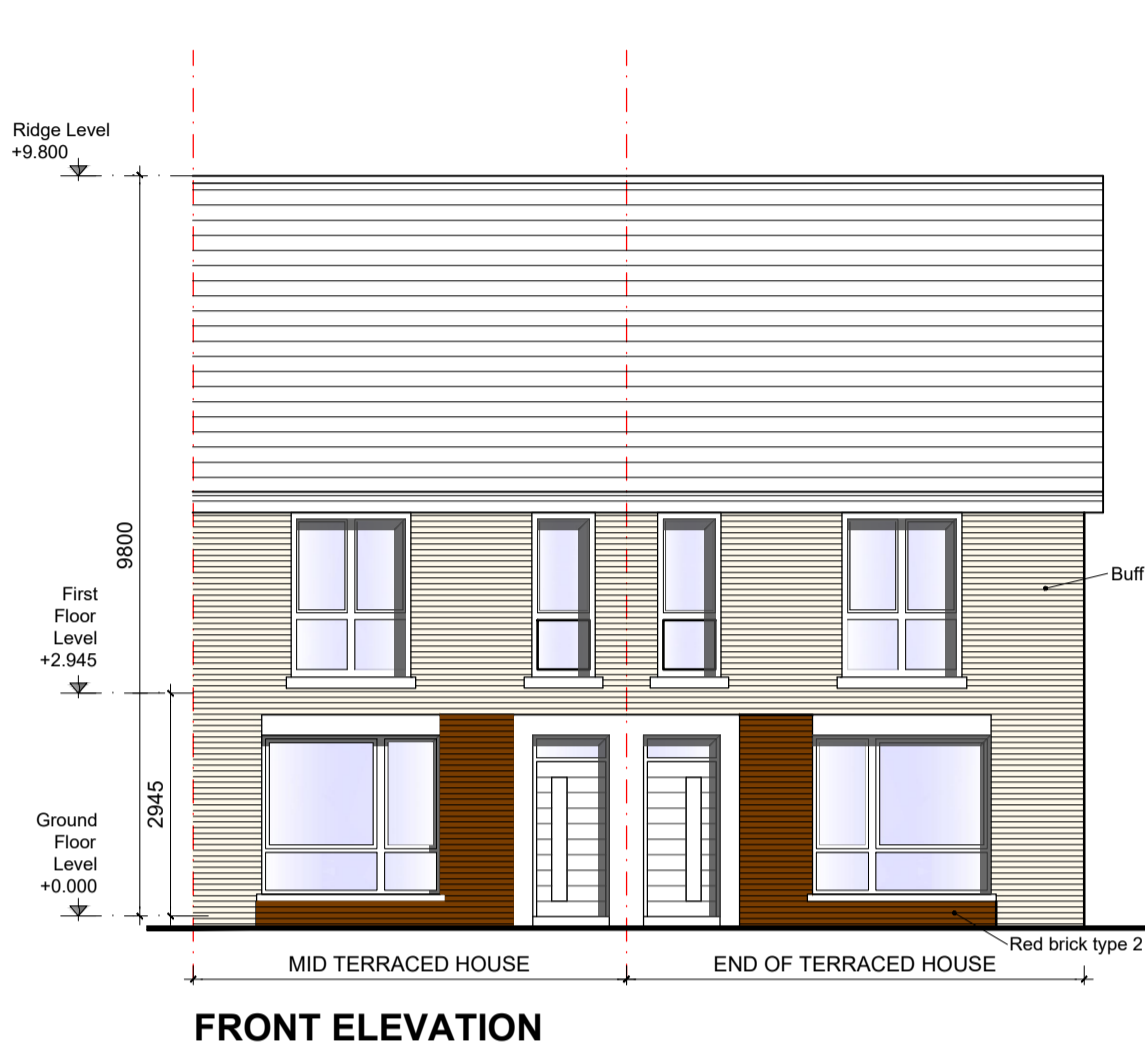 Ridge Level
+9.800
9800
First
Floor
Level
+2.945
Buff
2945
Ground
Floor
Level
+0.000
Red brick type 2
MID TERRACED HOUSE
END OF TERRACED HOUSE
FRONT ELEVATION